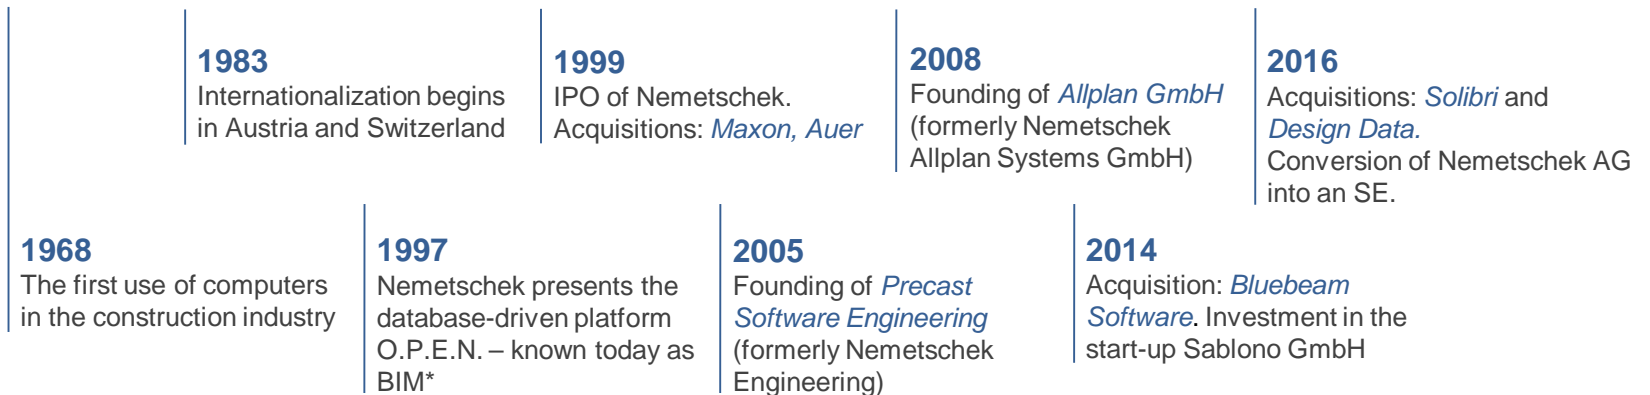 1983
Internationalization begins
in Austria and Switzerland
1999
IPO of Nemetschek.
Acquisitions: Maxon, Auer
2008
Founding of Allplan GmbH
(formerly Nemetschek
Allplan Systems GmbH)
2016
Acquisitions: Solibri and
Design Data.
Conversion of Nemetschek AG
into an SE.
1968
The first use of computers
in the construction industry
1997
Nemetschek presents the
database-driven platform
O.P.E.N. – known today as
BIM*
2005
Founding of Precast
Software Engineering
(formerly Nemetschek
Engineering)
2014
Acquisition: Bluebeam
Software. Investment in the
start-up Sablono GmbH